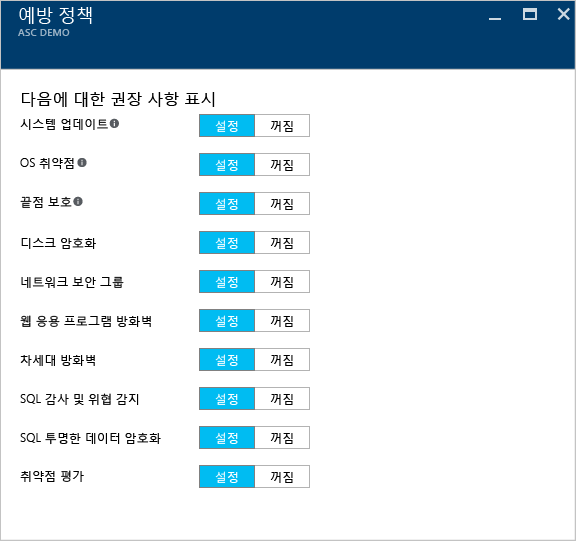 예방 정책
ASC DEMO
다음에 대한 권장 사항 표시
시스템 업데이트 설정 꺼짐
OS 취약점 설정 꺼짐
끝점 보호 설정 꺼짐
디스크 암호화 설정 꺼짐
네트워크 보안 그룹 설정 꺼짐
웹 응용 프로그램 방화벽 설정 꺼짐
차세대 방화벽 설정 꺼짐
SQL 감사 및 위협 감지 설정 꺼짐
SQL 투명한 데이터 암호화 설정 꺼짐
취약점 평가 설정 꺼짐